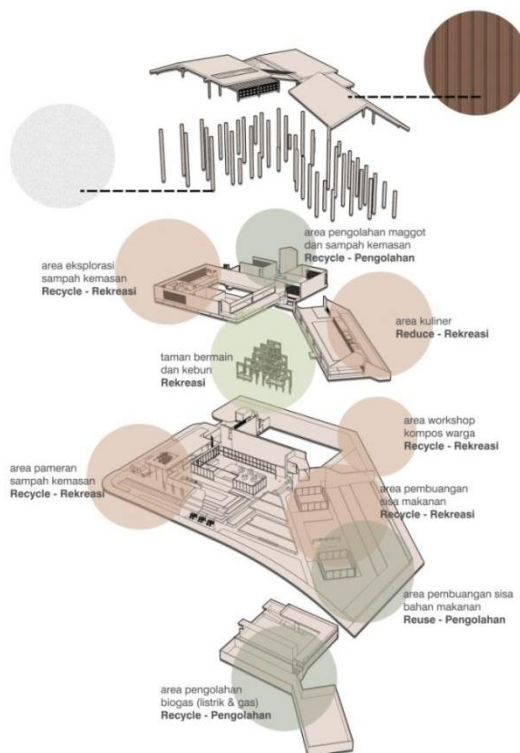 area pengolahan maggot
dan sampah kemasan
Recycle - Pengolahan
area eksplorasi
sampah kemasan
Recycle - Rekreasi
area kuliner
Reduce - Rekreasi
taman bermain
dan kebun
Rekreasi
area workshop
kompos warga
Recycle - Rekreasi
area pameran
sampah kemasan
Recycle - Rekreasi
area pembuangan
sisa makanan
Recycle - Rekreasi
area pembuangan sisa
bahan makanan
Reuse - Pengolahan
area pengolahan
biogas (listrik & gas)
Recycle - Pengolahan